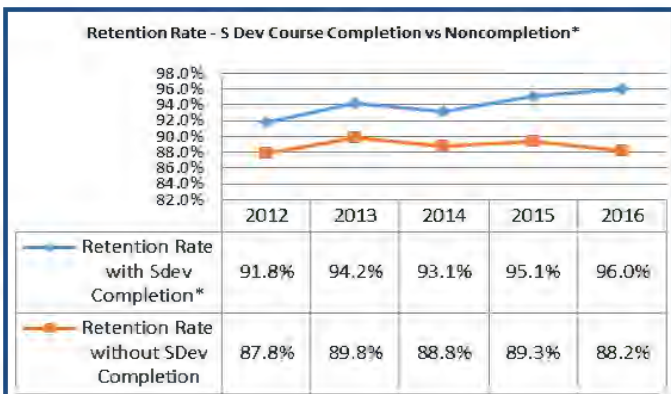 Retention Rate - S Dev Course Completion vs Noncompletion*
98.0%
96.0%
94.0%
92.0%
90.0%
88.0%
86.0%
84.0%
82.0%
2012 2013 2014 2015 2016
Retention Rate
with Sdev
Completion*
91.8% 94.2% 93.1% 95.1% 96.0%
Retention Rate
without SDev
Completion
87.8% 89.8% 88.8% 89.3% 88.2%